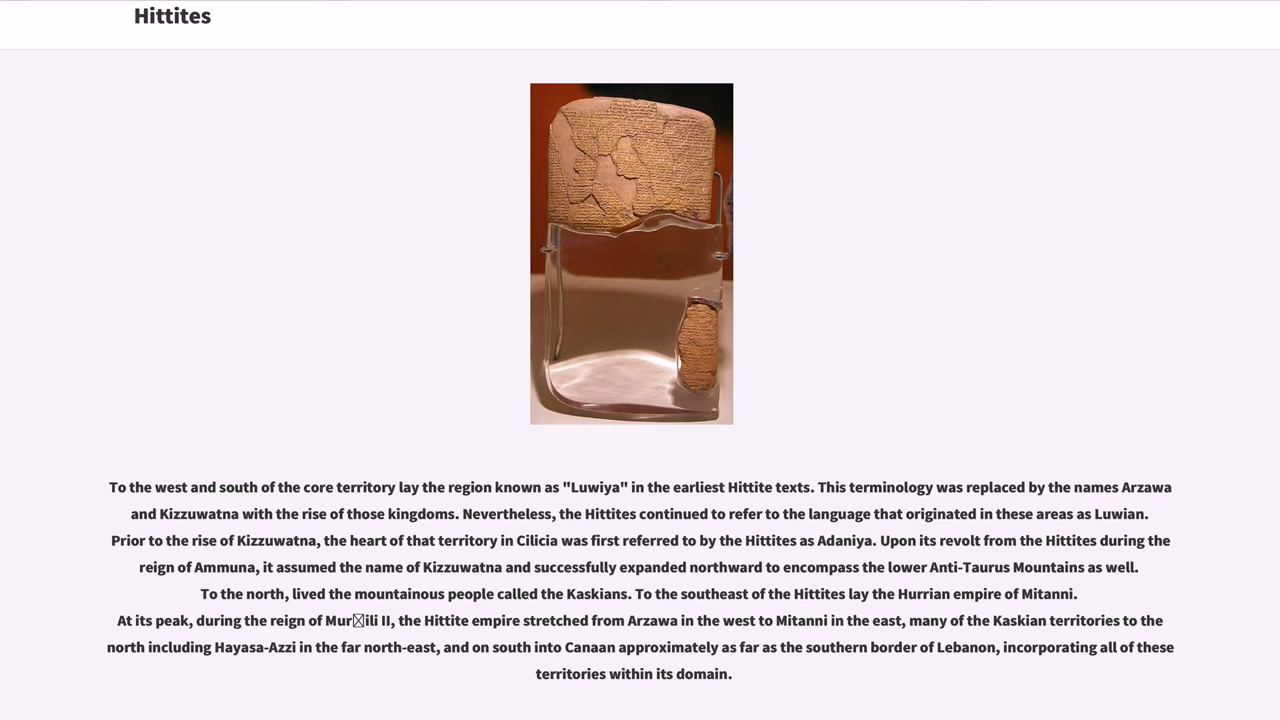 Hittites
To the west and south of the core territory lay the region known as "Luwiya" in the earliest Hittite texts. This terminology was replaced by the names Arzawa
and Kizzuwatna with the rise of those kingdoms. Nevertheless, the Hittites continued to refer to the language that originated in these areas as Luwian.
Prior to the rise of Kizzuwatna, the heart of that territory in Cilicia was first referred to by the Hittites as Adaniya. Upon its revolt from the Hittites during the
reign of Ammuna, it assumed the name of Kizzuwatna and successfully expanded northward to encompass the lower Anti-Taurus Mountains as well.
To the north, lived the mountainous people called the Kaskians. To the southeast of the Hittites lay the Hurrian empire of Mitanni.
At its peak, during the reign of Mur□ili II, the Hittite empire stretched from Arzawa in the west to Mitanni in the east, many of the Kaskian territories to the
north including Hayasa-Azzi in the far north-east, and on south into Canaan approximately as far as the southern border of Lebanon, incorporating all of these
territories within its domain.